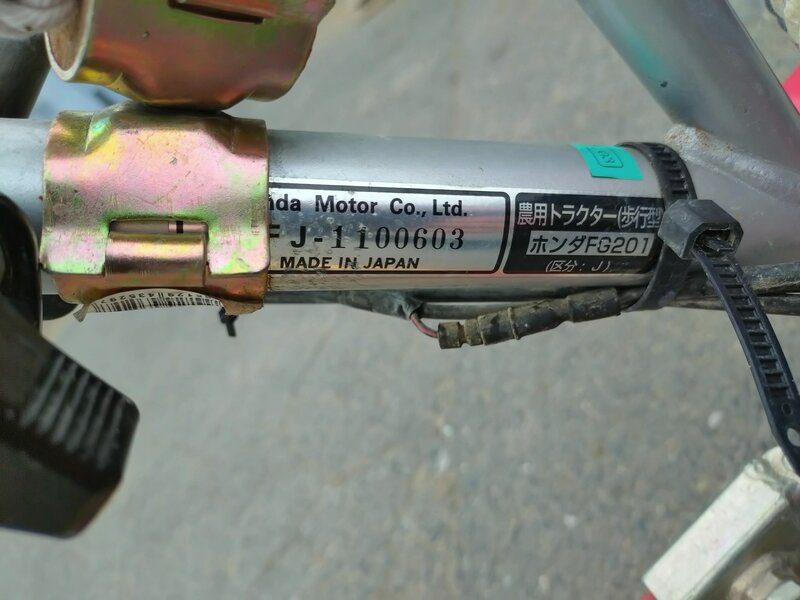 nda Motor Co., Ltd.
FJ-1100603
MADE IN JAPAN
農用トラクター(歩行型
ホンダFG201
(区分:J)